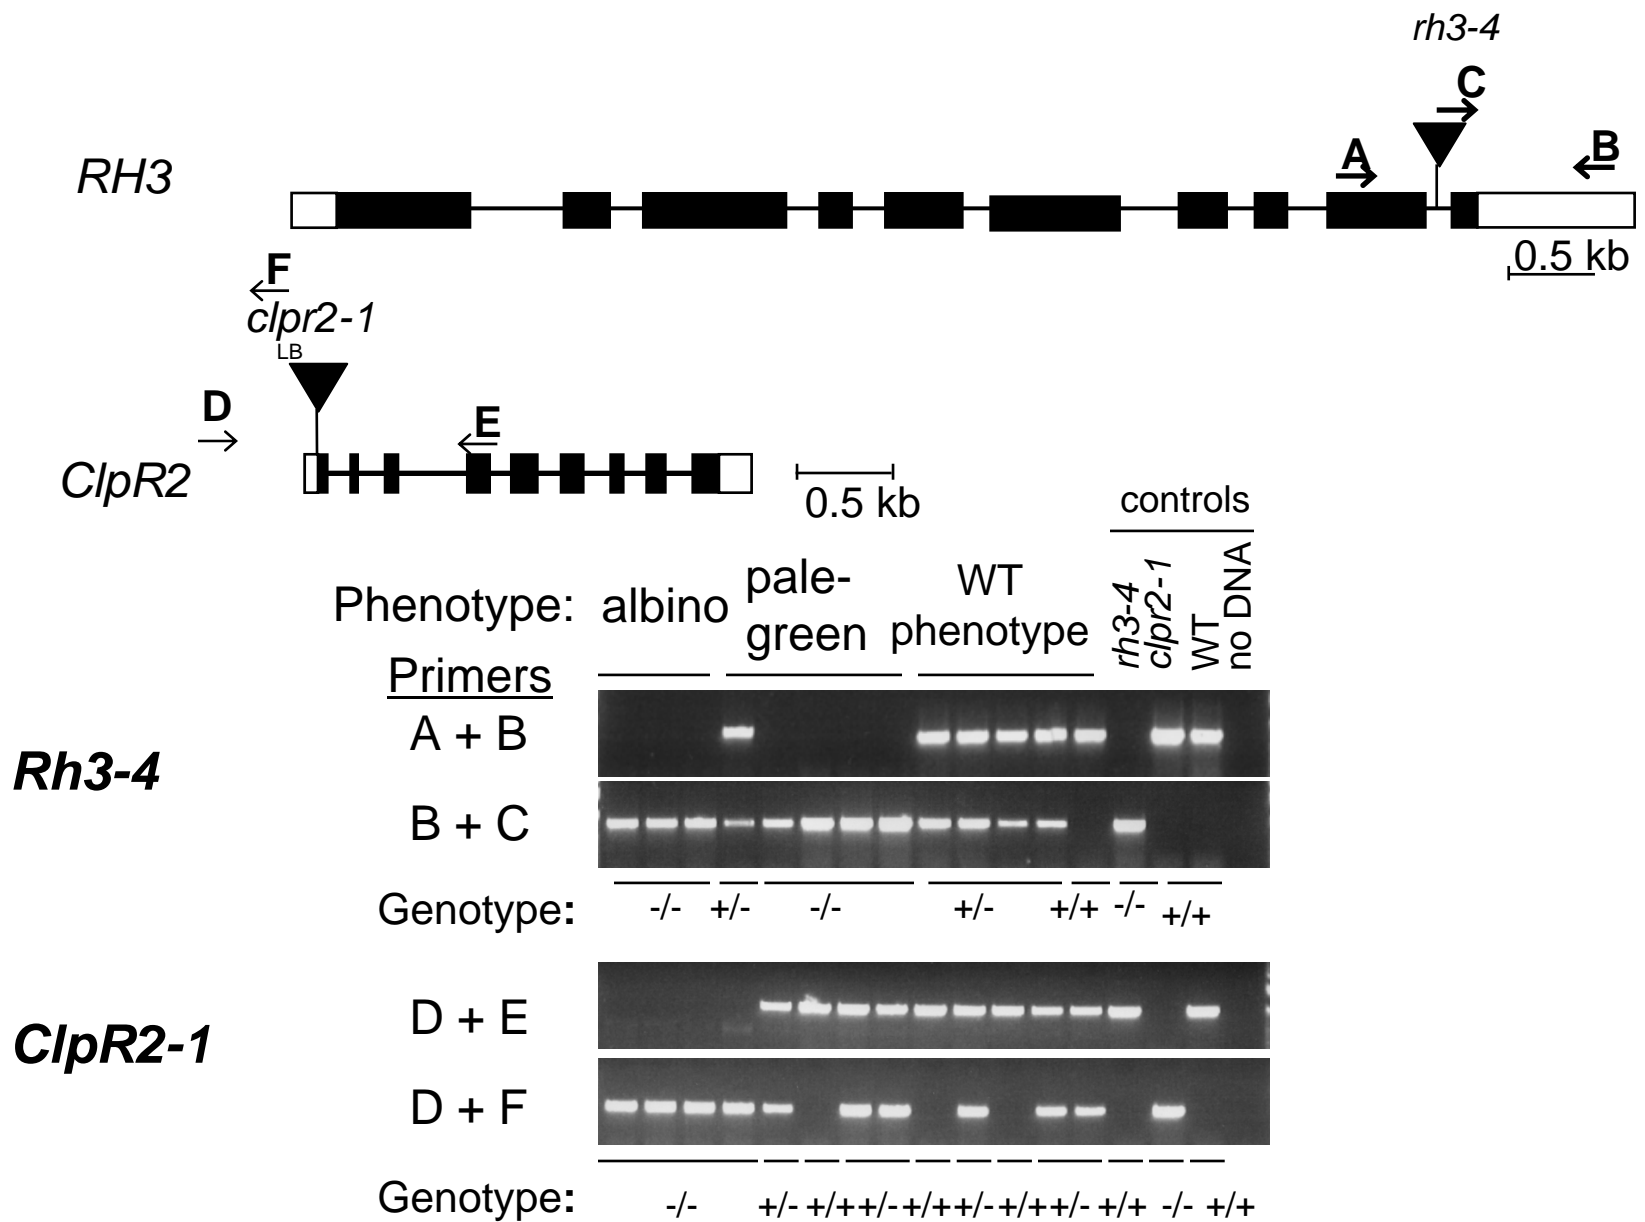 rh3-4
C
A
B
RH3
0.5 kb
F
clpr2-1
LB
D
E
ClpR2
0.5 kb
controls
Phenotype:
albino
pale-
green
WT
phenotype
rh3-4
clpr2-1
WT
no DNA
Primers
Rh3-4
A + B
B + C
Genotype: -/- +/- -/- +/- +/+ -/- +/+
ClpR2-1
D + E
D + F
Genotype: -/- +/- +/+ +/- +/+ +/- +/+ +/- +/+ -/- +/+